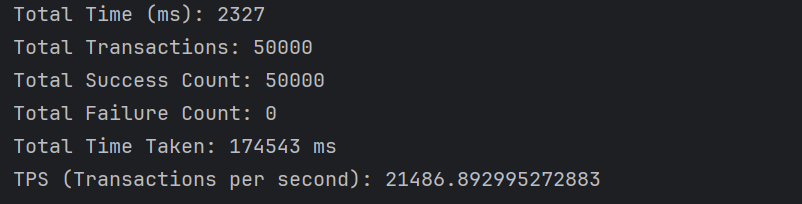 Total Time (ms): 2327
Total Transactions: 50000
Total Success Count: 50000
Total Failure Count: 0
Total Time Taken: 174543 ms
TPS (Transactions per second): 21486.892995272883